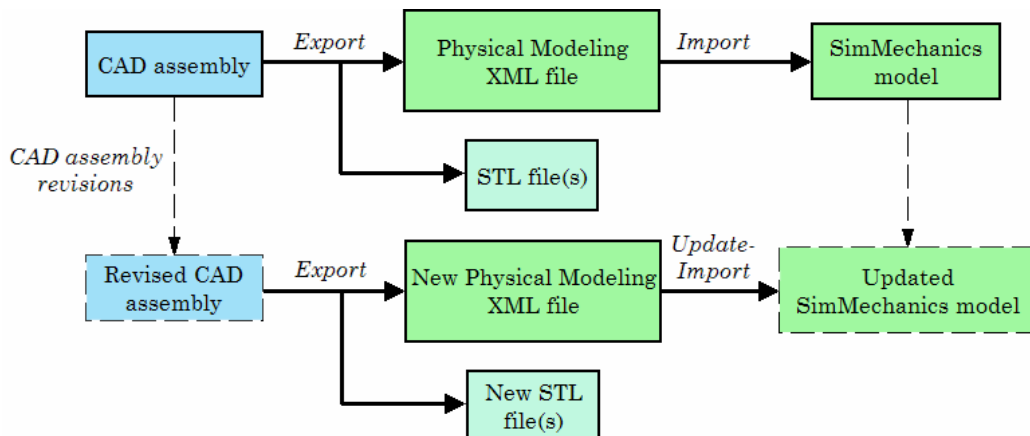 Export
Import
CAD assembly
Physical Modeling
XML file
SimMechanics
model
CAD assembly
revisions
STL file(s)
Revised CAD
assembly
Export
New Physical Modeling
XML file
Update-
Import
Updated
SimMechanics model
New STL
file(s)